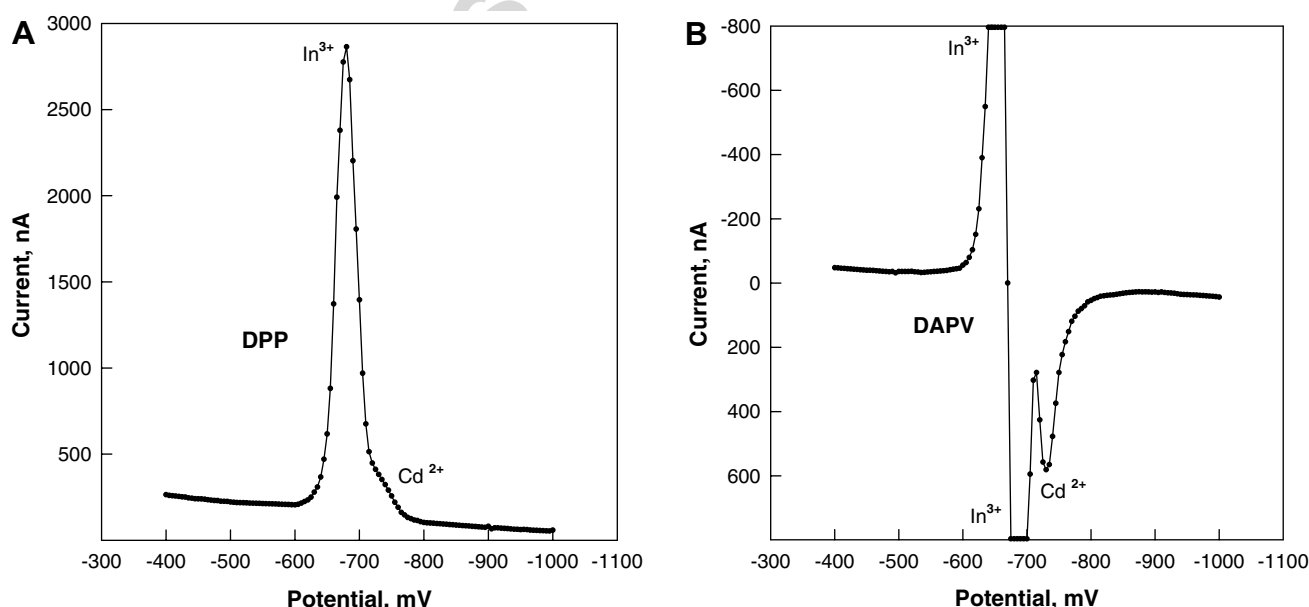 A
3000
2500
2000
1500
1000
500
Current, nA
In³⁺
DPP
Cd ²⁺
-300 -400 -500 -600 -700 -800 -900 -1000 -1100
Potential, mV
B
-800
-600
-400
-200
0
200
400
600
Current, nA
In³⁺
DAPV
Cd ²⁺
In³⁺
-300 -400 -500 -600 -700 -800 -900 -1000 -1100
Potential, mV